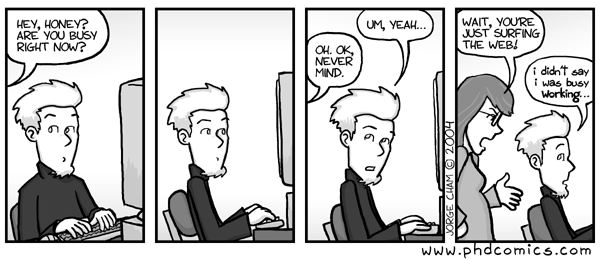 HEY, HONEY?
ARE YOU BUSY
RIGHT NOW?
UM, YEAH...
OH. OK,
NEVER
MIND.
JORGE CHAM © 2004
WAIT, YOU'RE
JUST SURFING
THE WEB!
i didn't say
i was busy
working...
www.phdcomics.com